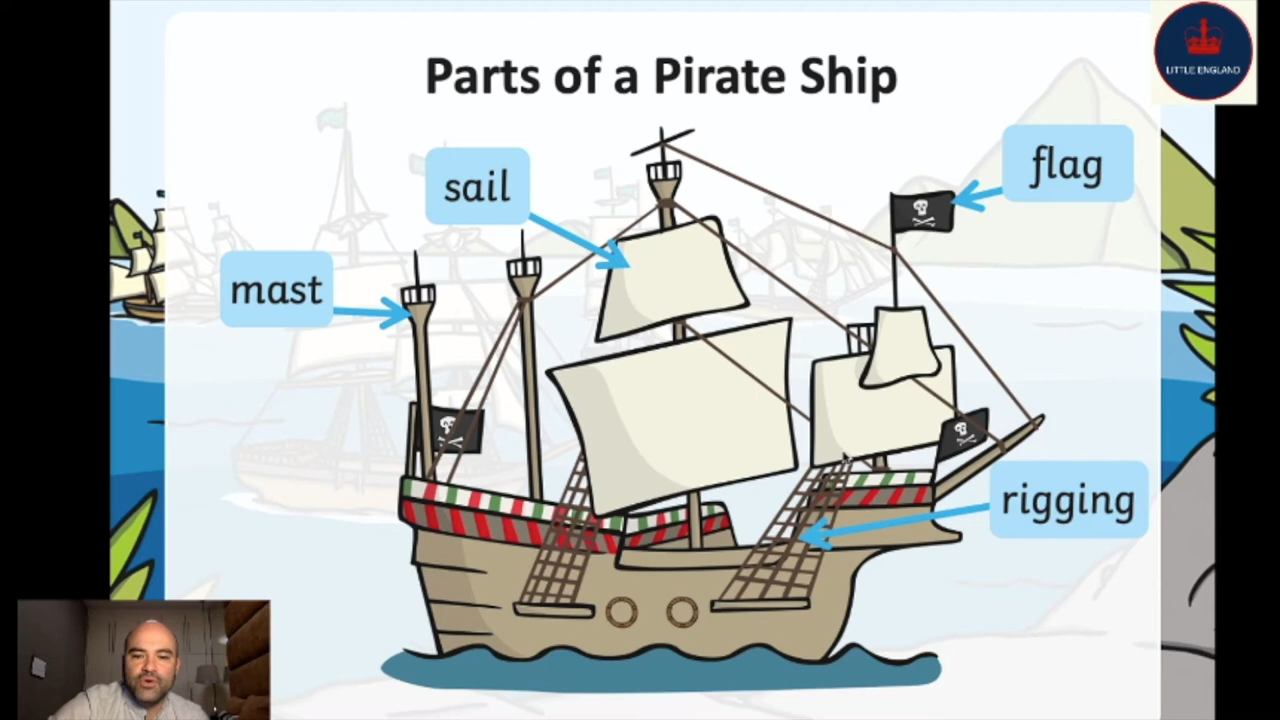 Parts of a Pirate Ship
LITTLE ENGLAND
flag
sail
mast
rigging